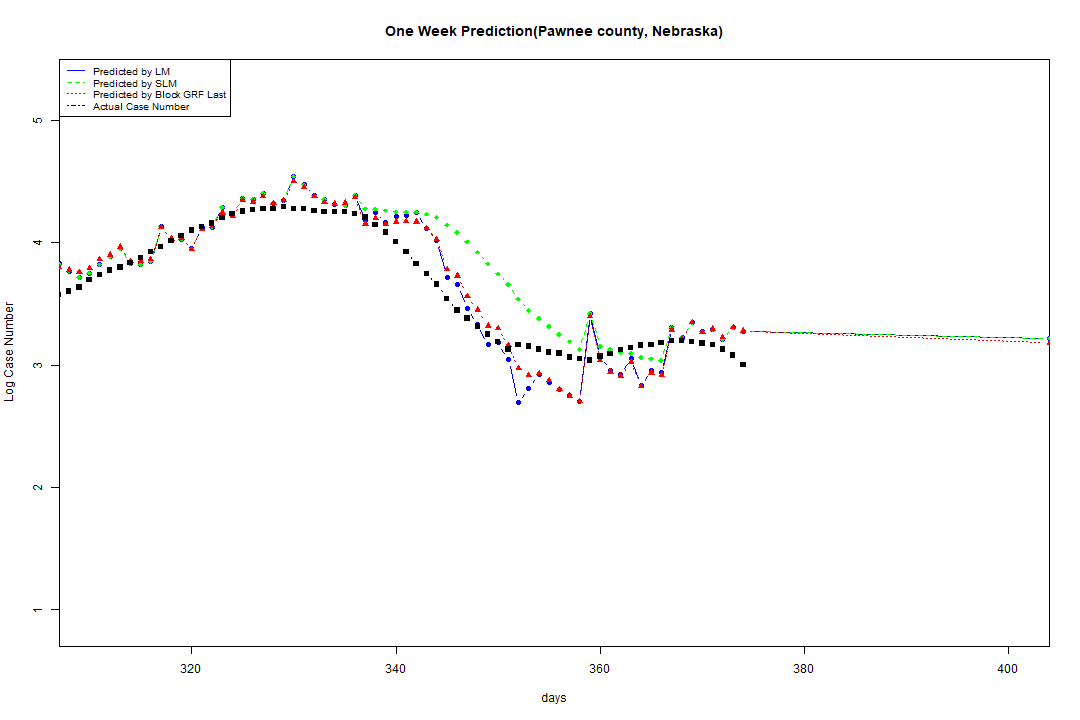 One Week Prediction(Pawnee county, Nebraska)
Predicted by LM
Predicted by SLM
Predicted by Block GRF Last
Actual Case Number
5
4
3
2
1
Log Case Number
320
340
360
380
400
days